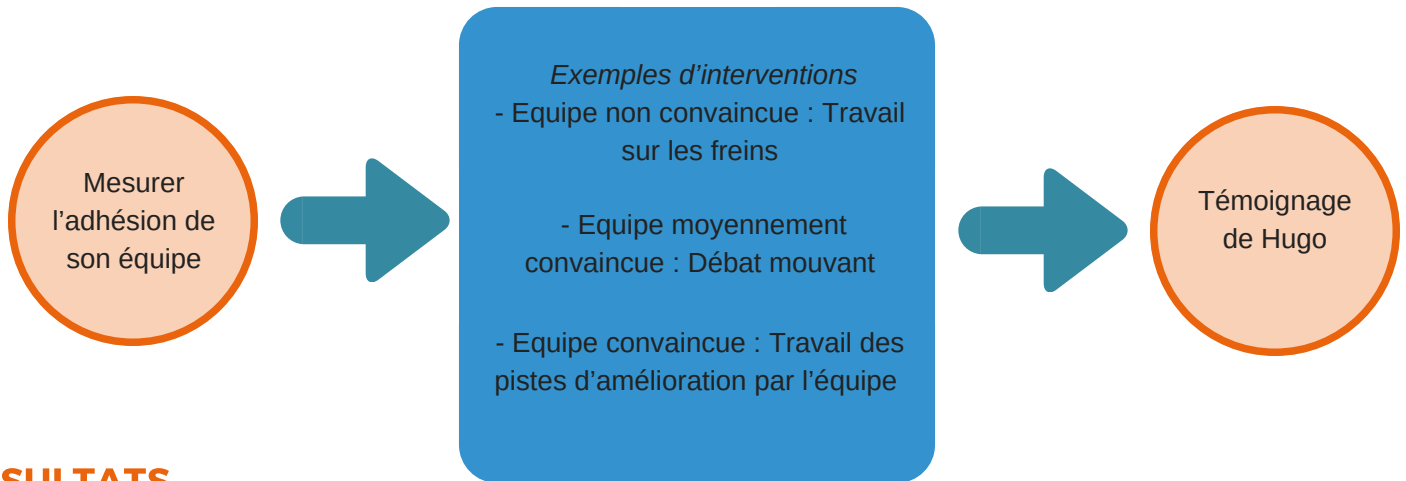 Mesurer
l’adhésion de
son équipe
Exemples d’interventions
- Equipe non convaincue : Travail
sur les freins
- Equipe moyennement
convaincue : Débat mouvant
- Equipe convaincue : Travail des
pistes d’amélioration par l’équipe
Témoignage
de Hugo
SULTATS